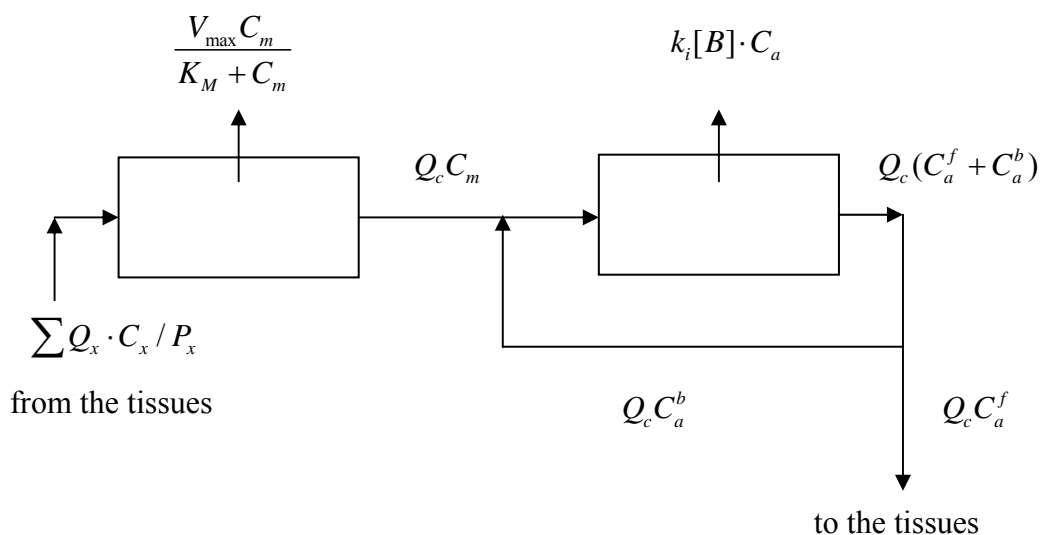 V_max C_m / K_M + C_m
k_i[B]·C_a
Q_c C_m
Q_c(C_a^f + C_a^b)
∑Q_x · C_x / P_x
from the tissues
Q_c C_a^b
Q_c C_a^f
to the tissues